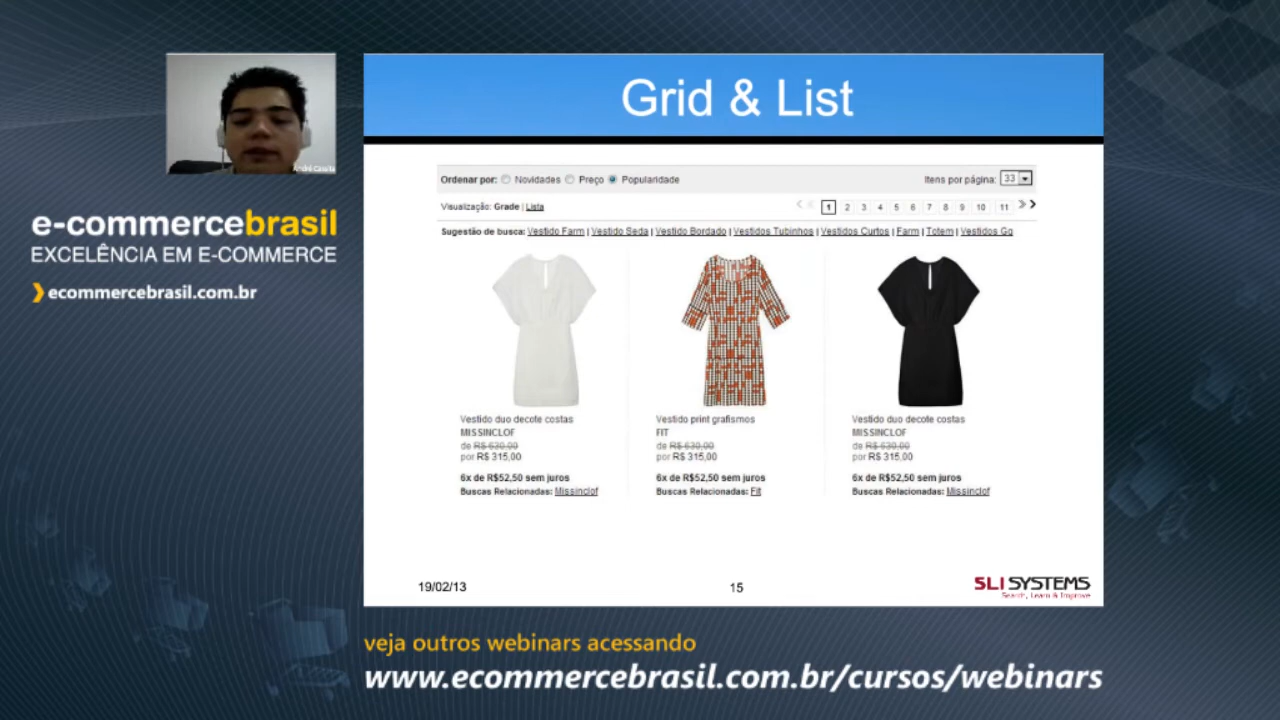 Grid & List
e-commercebrasil
EXCELÊNCIA EM E-COMMERCE
ecommercebrasil.com.br
Ordenar por: Novidades Preço Popularidade Itens por página: 33
Visualização: Grade | Lista 1 2 3 4 5 6 7 8 9 10 11
Sugestão de busca: Vestido Farm | Vestido Seda | Vestido Bordado | Vestidos Tubinhos | Vestidos Curtos | Farm | Totem | Vestidos Go
Vestido duo decote costas
MISSINCLOF
de R$ 630,00
por R$ 315,00
6x de R$52,50 sem juros
Buscas Relacionadas: Missinclof
Vestido print grafismos
FIT
de R$ 630,00
por R$ 315,00
6x de R$52,50 sem juros
Buscas Relacionadas: Fit
Vestido duo decote costas
MISSINCLOF
de R$ 630,00
por R$ 315,00
6x de R$52,50 sem juros
Buscas Relacionadas: Missinclof
19/02/13
15
SLI SYSTEMS
Search, Learn & Improve
veja outros webinars acessando
www.ecommercebrasil.com.br/cursos/webinars